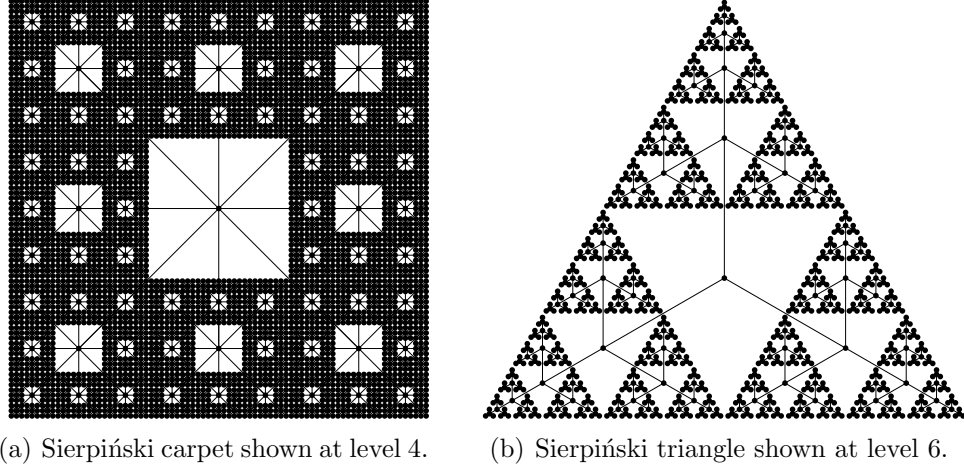 (a) Sierpiński carpet shown at level 4.
(b) Sierpiński triangle shown at level 6.